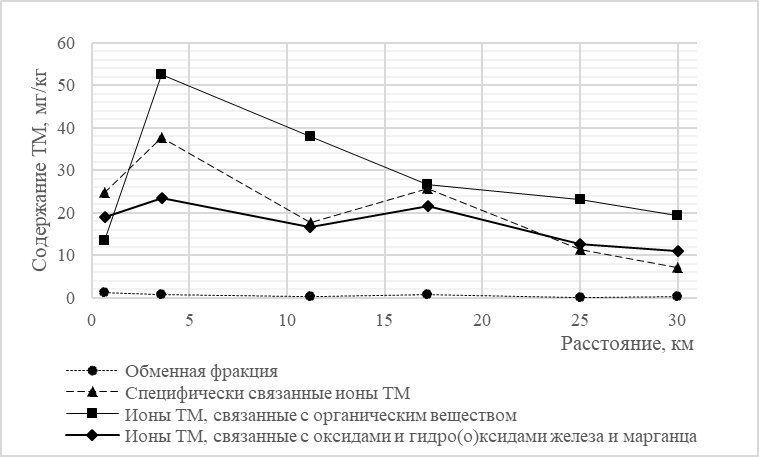 60
50
40
30
20
10
0
Содержание ТМ, мг/кг
0 5 10 15 20 25 30
Расстояние, км
Обменная фракция
Специфически связанные ионы ТМ
Ионы ТМ, связанные с органическим веществом
Ионы ТМ, связанные с оксидами и гидро(о)ксидами железа и марганца